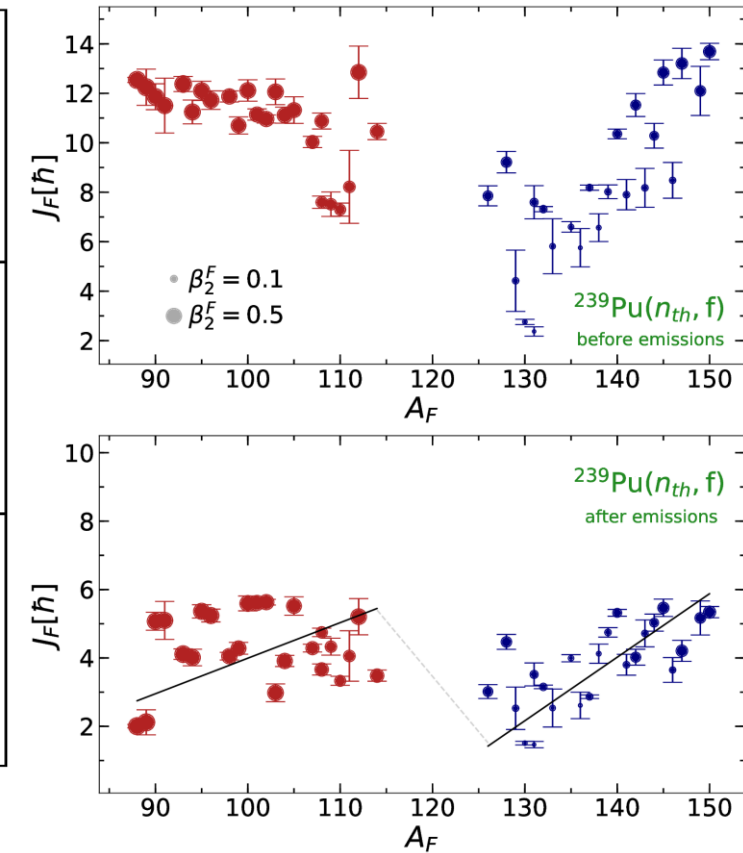 14
12
10
8
6
4
2
J_F[ℏ]
β₂^F = 0.1
β₂^F = 0.5
²³⁹Pu(n_th, f)
before emissions
90 100 110 120 130 140 150
A_F
10
8
6
4
2
J_F[ℏ]
²³⁹Pu(n_th, f)
after emissions
90 100 110 120 130 140 150
A_F